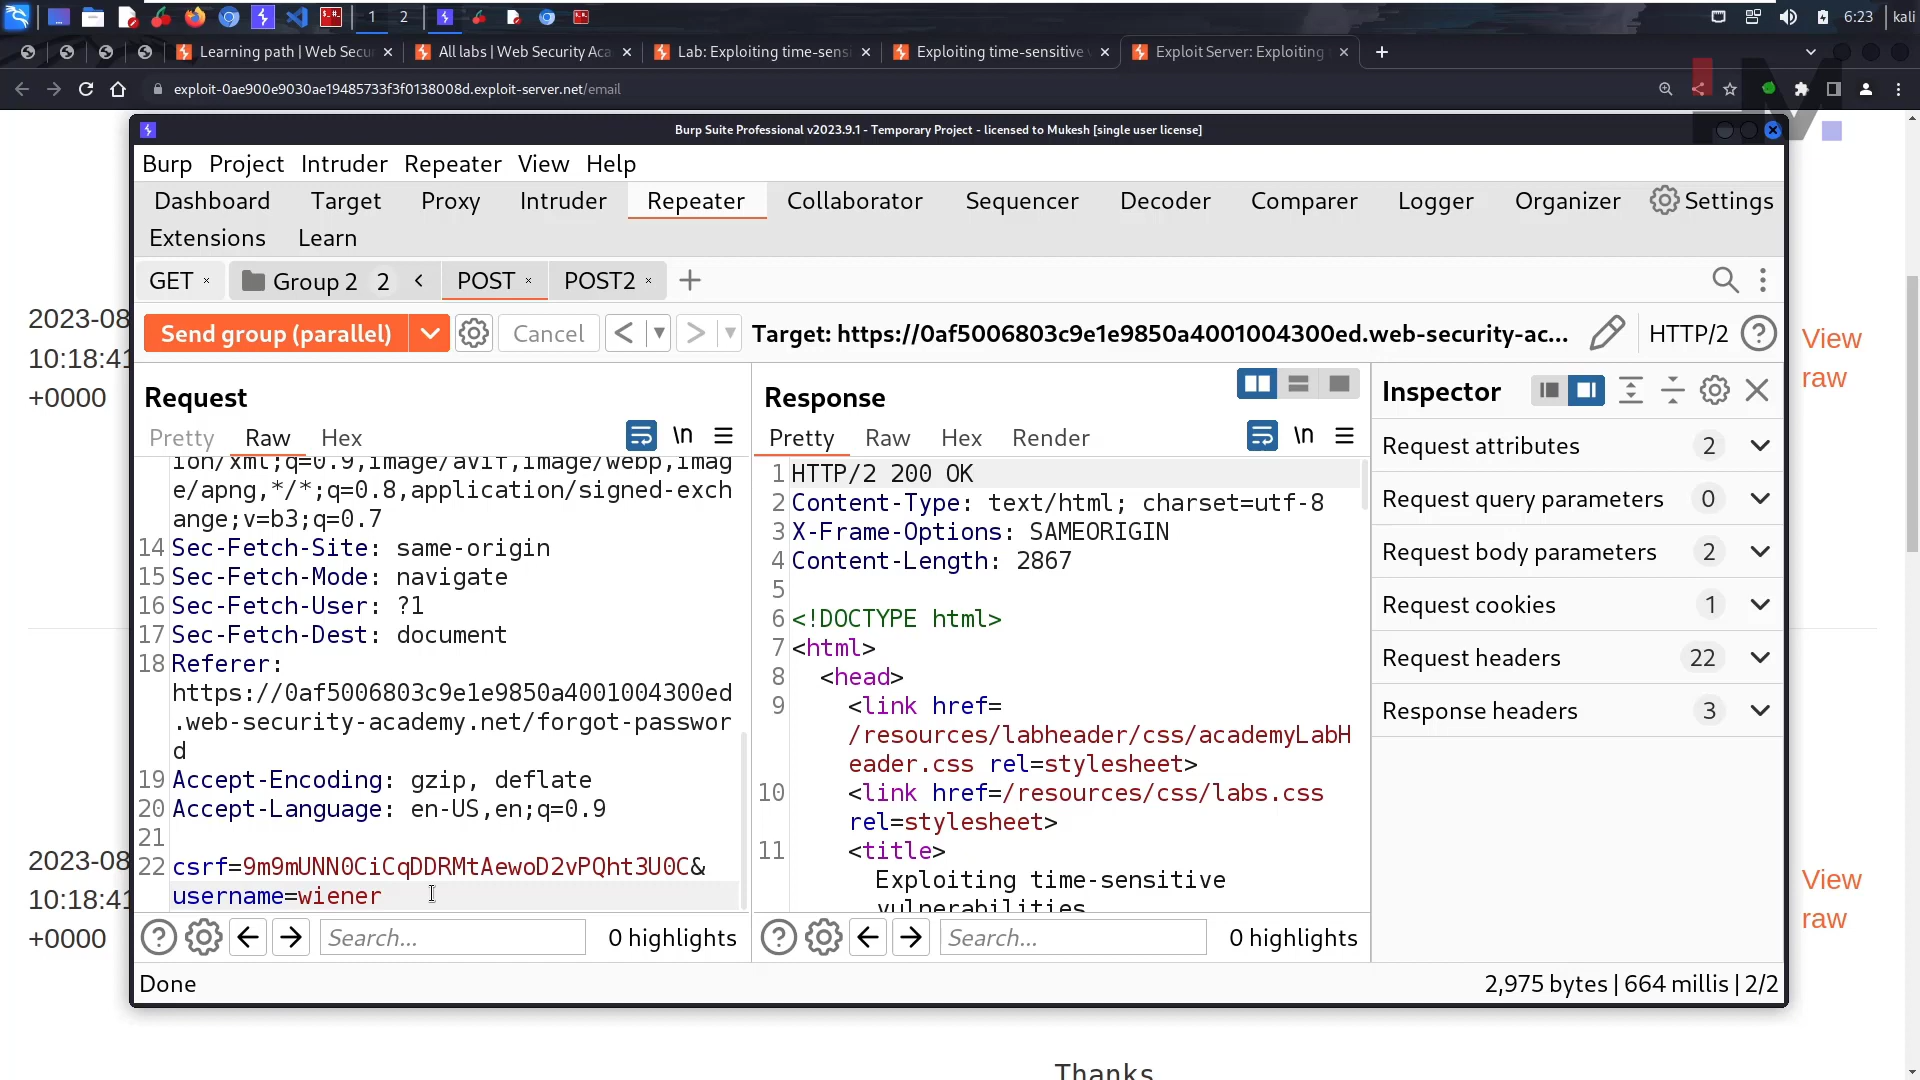 1 2 6:23 kali
Learning path | Web Secu × All labs | Web Security Aca × Lab: Exploiting time-sensi × Exploiting time-sensitive × Exploit Server: Exploiting × +
exploit-0ae900e9030ae19485733f3f0138008d.exploit-server.net/email
Burp Suite Professional v2023.9.1 - Temporary Project - licensed to Mukesh [single user license]
Burp Project Intruder Repeater View Help
Dashboard Target Proxy Intruder Repeater Collaborator Sequencer Decoder Comparer Logger Organizer Settings
Extensions Learn
GET × Group 2 2 < POST × POST2 × +
Send group (parallel) Cancel < > Target: https://0af5006803c9e1e9850a4001004300ed.web-security-ac... HTTP/2 ?
Request
Pretty Raw Hex \n
ion/xml;q=0.9,image/avif,image/webp,imag
e/apng,*/*;q=0.8,application/signed-exch
ange;v=b3;q=0.7
14 Sec-Fetch-Site: same-origin
15 Sec-Fetch-Mode: navigate
16 Sec-Fetch-User: ?1
17 Sec-Fetch-Dest: document
18 Referer:
https://0af5006803c9e1e9850a4001004300ed
.web-security-academy.net/forgot-passwor
d
19 Accept-Encoding: gzip, deflate
20 Accept-Language: en-US,en;q=0.9
21
22 csrf=9m9mUNN0CiCqDDRMtAewoD2vPQht3U0C&
username=wiener
Search... 0 highlights
Response
Pretty Raw Hex Render \n
1 HTTP/2 200 OK
2 Content-Type: text/html; charset=utf-8
3 X-Frame-Options: SAMEORIGIN
4 Content-Length: 2867
5
6 <!DOCTYPE html>
7 <html>
8 <head>
9 <link href=
/resources/labheader/css/academyLabH
eader.css rel=stylesheet>
10 <link href=/resources/css/labs.css
rel=stylesheet>
11 <title>
Exploiting time-sensitive
vulnerabilities
Search... 0 highlights
Inspector
Request attributes 2
Request query parameters 0
Request body parameters 2
Request cookies 1
Request headers 22
Response headers 3
Done 2,975 bytes | 664 millis | 2/2
2023-08
10:18:41
+0000
View
raw
2023-08
10:18:41
+0000
View
raw
Thanks